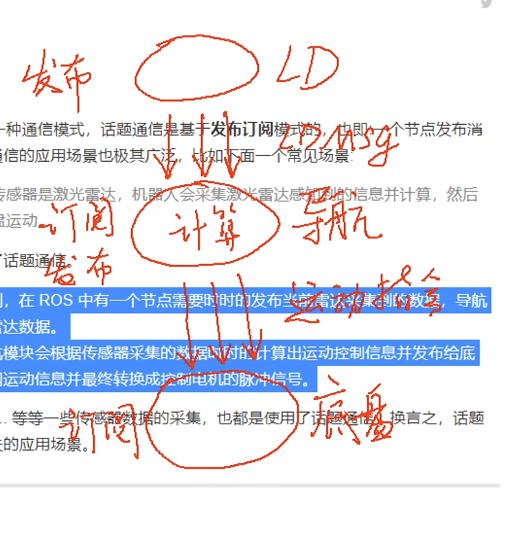 发布
LD
一种通信模式，话题通信是基于发布订阅模式的，也即:一个节点发布消
LDMsg
通信的应用场景也极其广泛，比如下面一个常见场景:
传感器是激光雷达，机器人会采集激光雷达感知到的信息并计算，然后
盘运动。
订阅
计算
导航
了话题通信。
发布
例，在 ROS 中有一个节点需要时时的发布当前雷达采集到的数据，导航
运动指令
雷达数据。
航模块会根据传感器采集的数据时时的计算出运动控制信息并发布给底
阅运动信息并最终转换成控制电机的脉冲信号。
... 等等一些传感器数据的采集，也都是使用了话题通信，换言之，话题
订阅
底盘
关的应用场景。